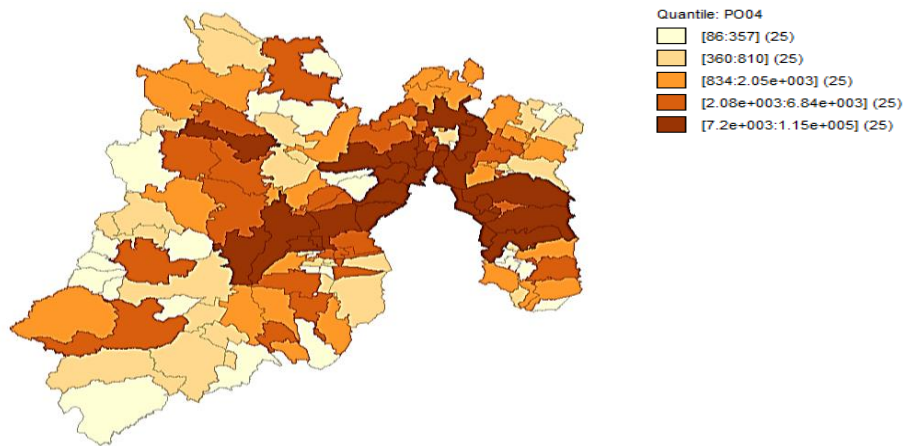 Quantile: PO04
[86:357] (25)
[360:810] (25)
[834:2.05e+003] (25)
[2.08e+003:6.84e+003] (25)
[7.2e+003:1.15e+005] (25)